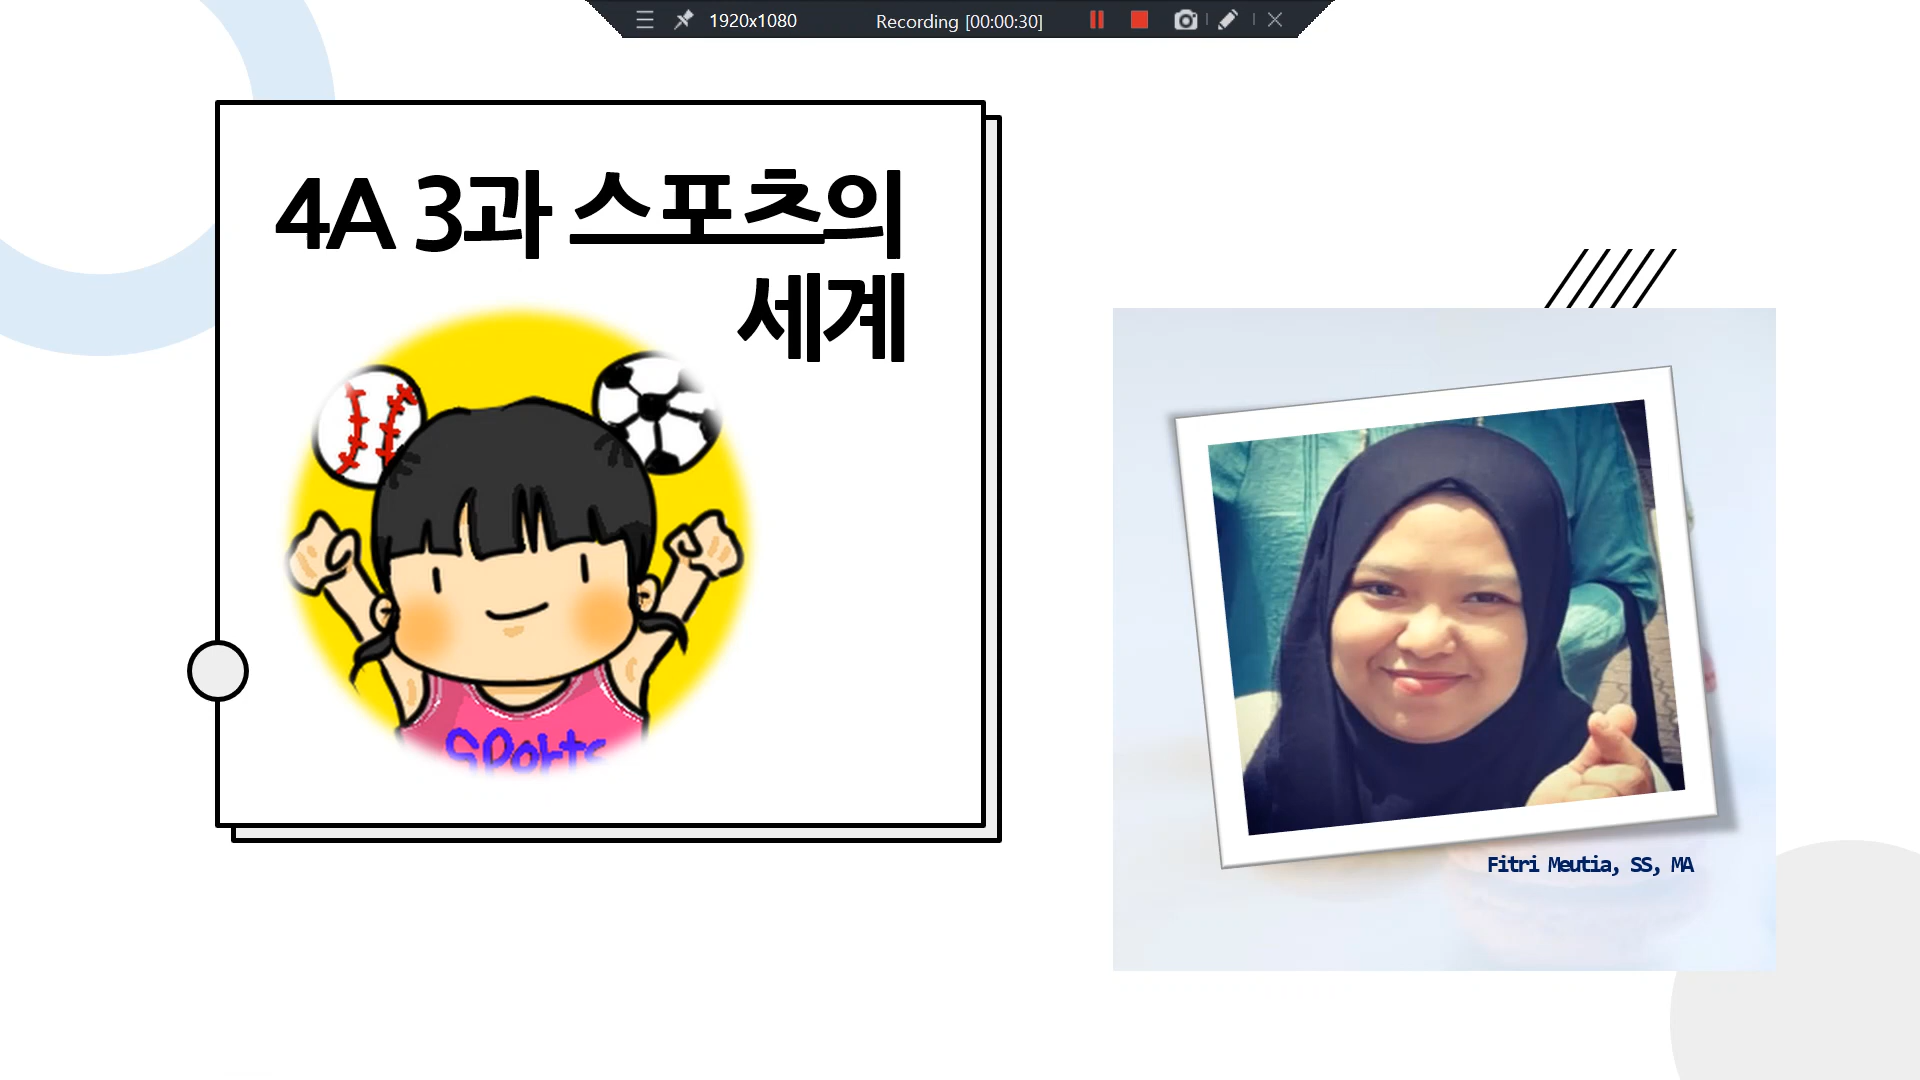 1920x1080
Recording [00:00:30]
4A 3과 스포츠의
세계
Sports
Fitri Meutia, SS, MA